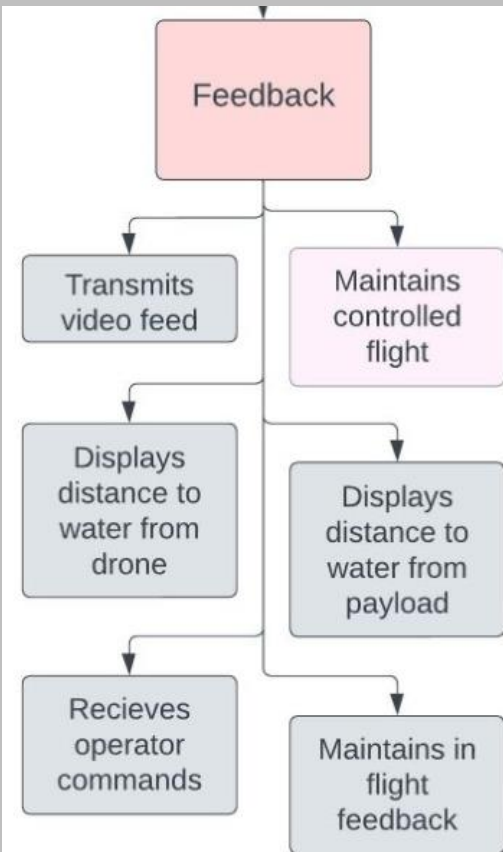 Feedback
Transmits
video feed
Maintains
controlled
flight
Displays
distance to
water from
drone
Displays
distance to
water from
payload
Recieves
operator
commands
Maintains in
flight
feedback